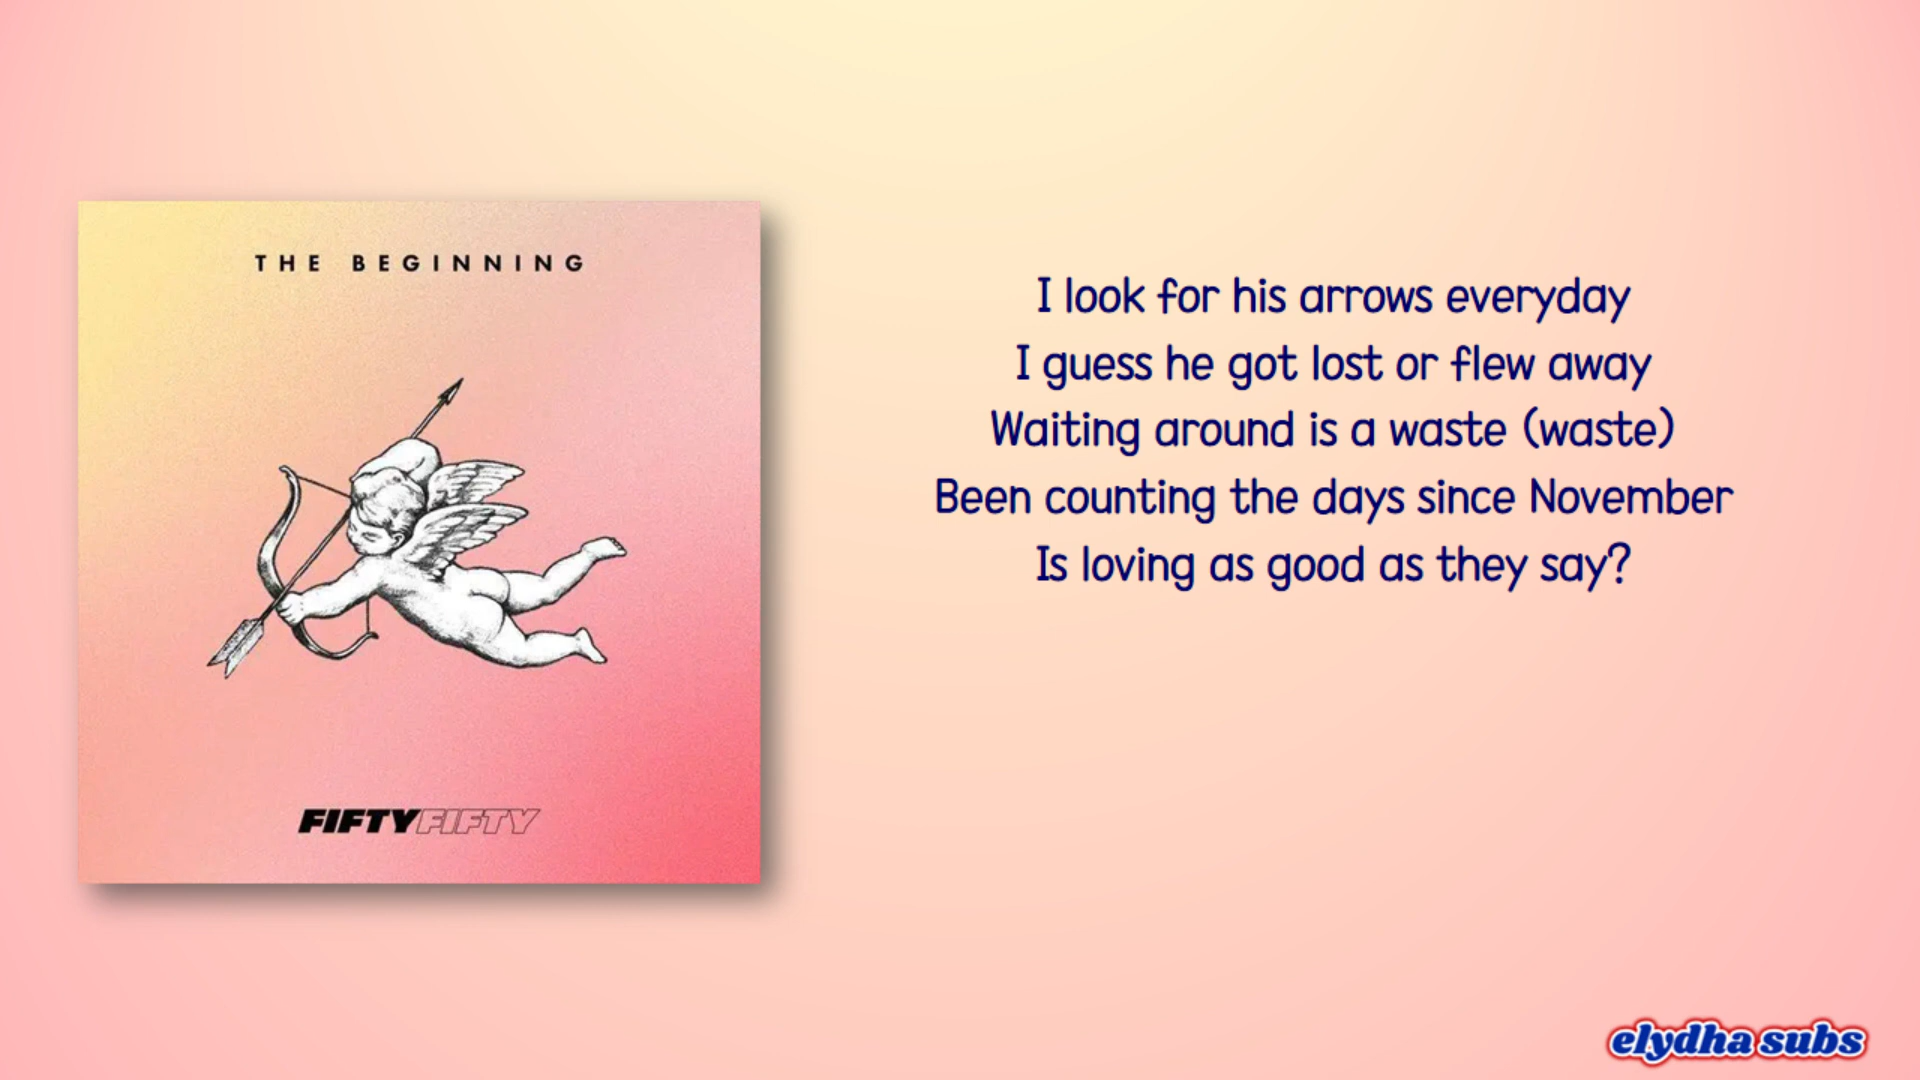 THE BEGINNING
FIFTYFIFTY
I look for his arrows everyday
I guess he got lost or flew away
Waiting around is a waste (waste)
Been counting the days since November
Is loving as good as they say?
elydha subs